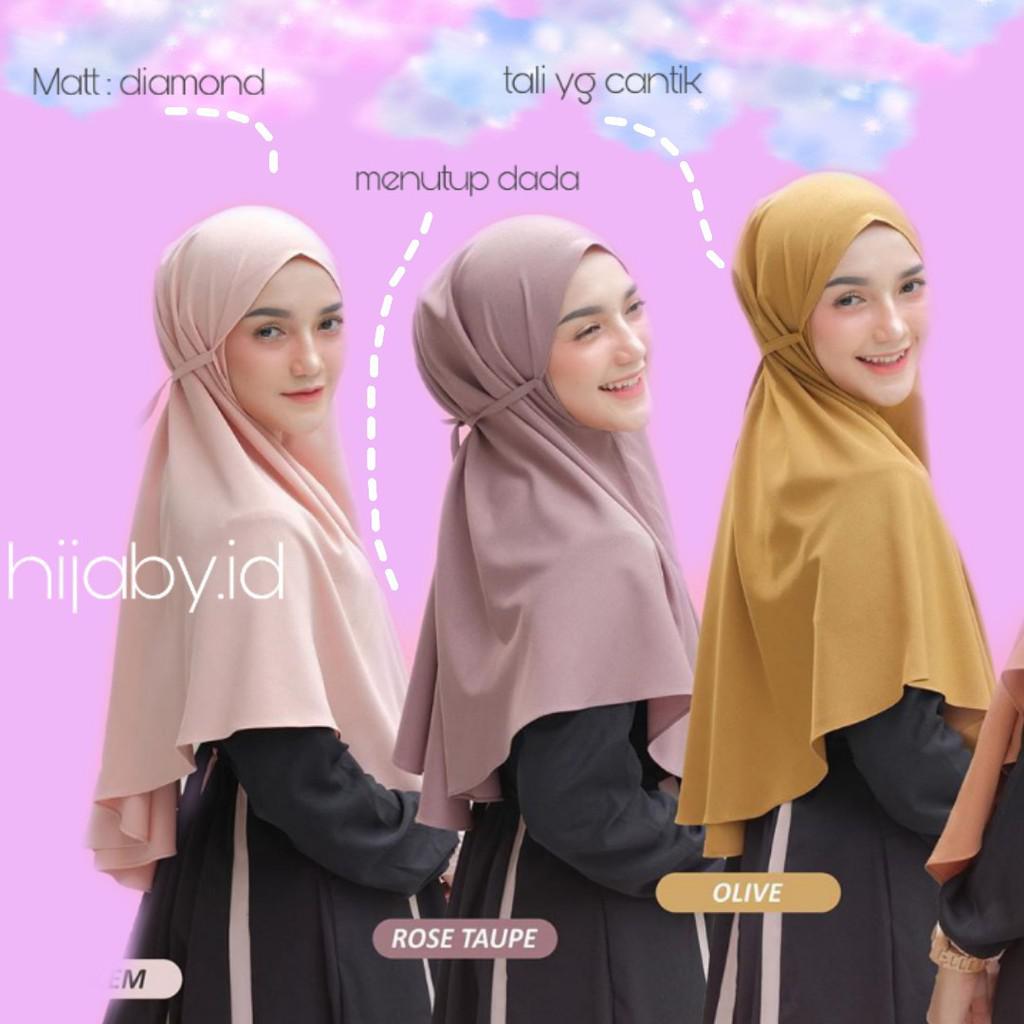 Matt : diamond
tali yg cantik
menutup dada
hijaby.id
OLIVE
ROSE TAUPE
EM